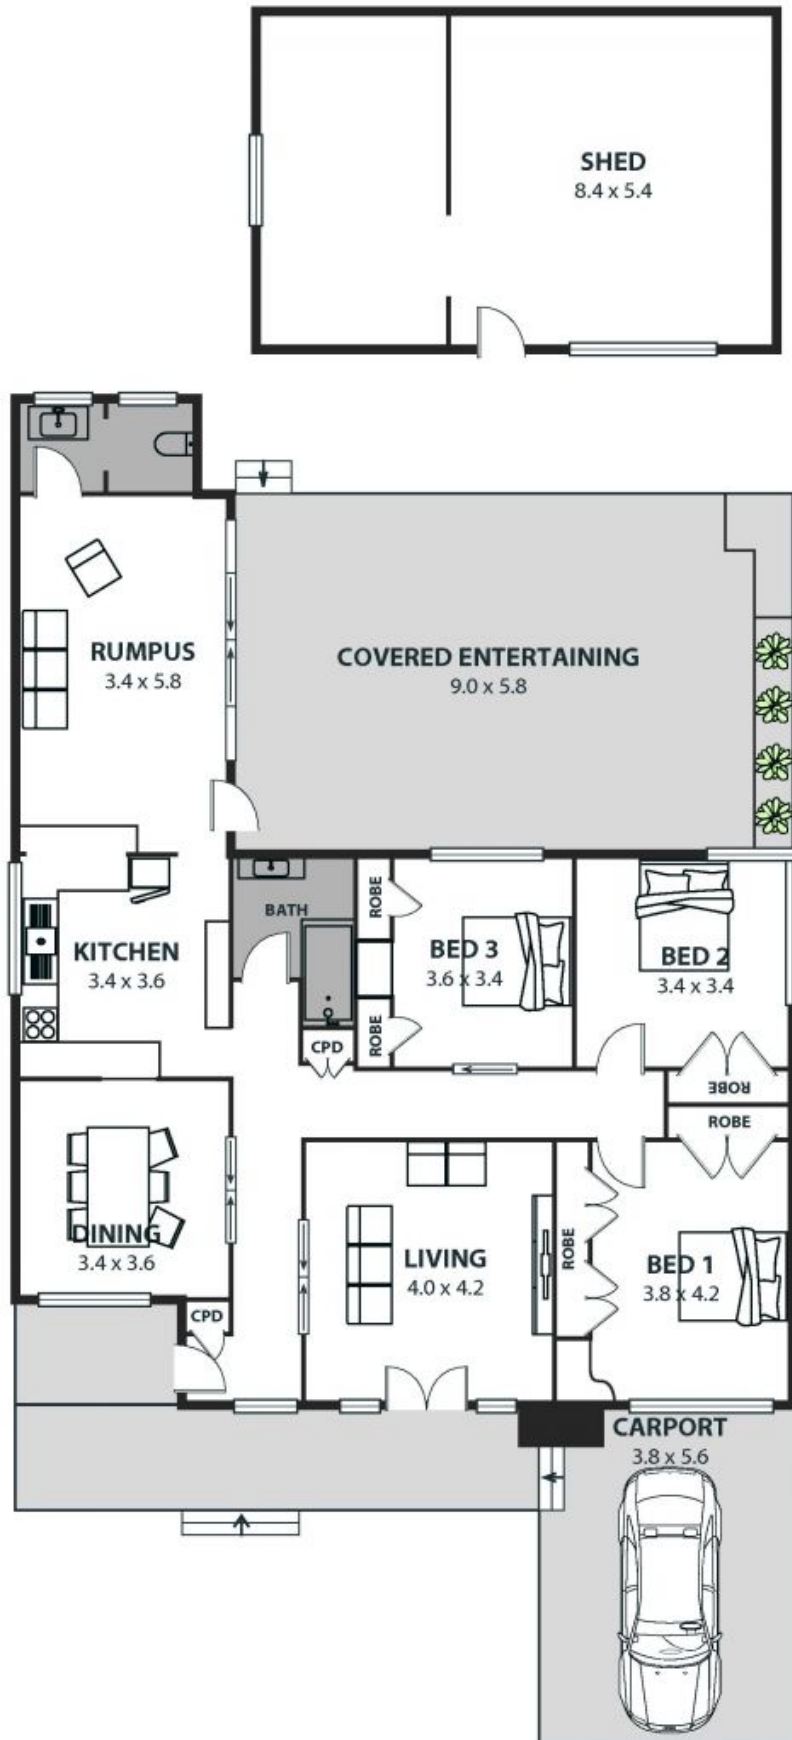 SHED
8.4 x 5.4
RUMPUS
3.4 x 5.8
COVERED ENTERTAINING
9.0 x 5.8
BATH
ROBE
KITCHEN
3.4 x 3.6
BED 3
3.6 x 3.4
BED 2
3.4 x 3.4
ROBE
CPD
ROBE
ROBE
DINING
3.4 x 3.6
LIVING
4.0 x 4.2
ROBE
BED 1
3.8 x 4.2
CPD
CARPORT
3.8 x 5.6